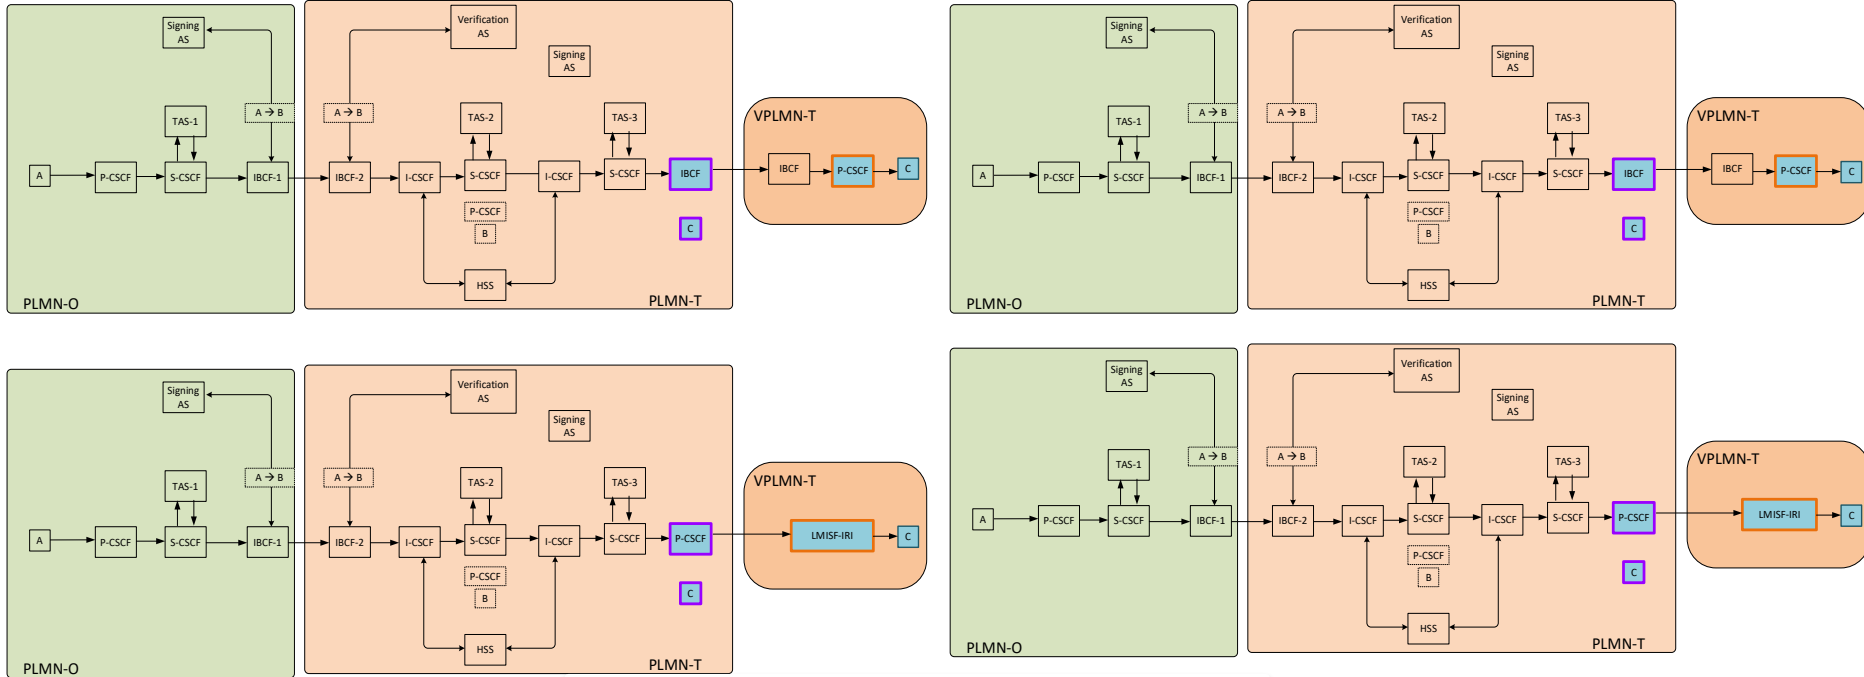 Signing
AS
TAS-1
A → B
A
P-CSCF
S-CSCF
IBCF-1
PLMN-O
Verification
AS
Signing
AS
A → B
TAS-2
TAS-3
IBCF-2
I-CSCF
S-CSCF
I-CSCF
S-CSCF
IBCF
P-CSCF
B
C
HSS
PLMN-T
VPLMN-T
IBCF
P-CSCF
C
Signing
AS
TAS-1
A → B
A
P-CSCF
S-CSCF
IBCF-1
PLMN-O
Verification
AS
Signing
AS
A → B
TAS-2
TAS-3
IBCF-2
I-CSCF
S-CSCF
I-CSCF
S-CSCF
IBCF
P-CSCF
B
C
HSS
PLMN-T
VPLMN-T
IBCF
P-CSCF
C
Signing
AS
TAS-1
A → B
A
P-CSCF
S-CSCF
IBCF-1
PLMN-O
Verification
AS
Signing
AS
A → B
TAS-2
TAS-3
IBCF-2
I-CSCF
S-CSCF
I-CSCF
S-CSCF
P-CSCF
P-CSCF
B
C
HSS
PLMN-T
VPLMN-T
LMISF-IRI
C
Signing
AS
TAS-1
A → B
A
P-CSCF
S-CSCF
IBCF-1
PLMN-O
Verification
AS
Signing
AS
A → B
TAS-2
TAS-3
IBCF-2
I-CSCF
S-CSCF
I-CSCF
S-CSCF
P-CSCF
P-CSCF
B
C
HSS
PLMN-T
VPLMN-T
LMISF-IRI
C